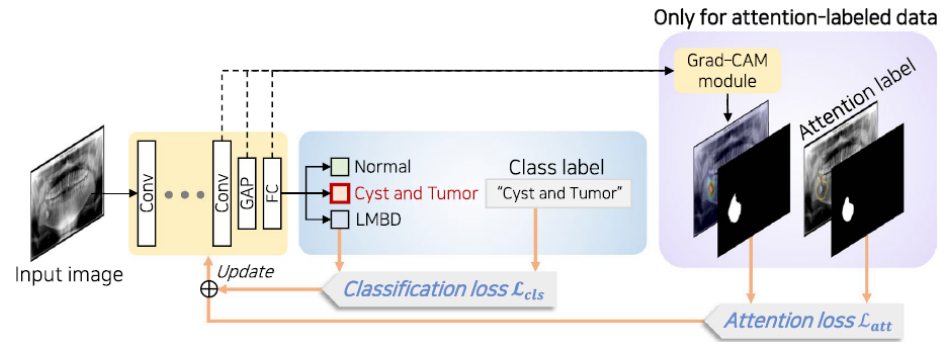 Only for attention-labeled data
Grad-CAM
module
Attention label
Conv
Conv
GAP
FC
Normal
Cyst and Tumor
LMBD
Class label
"Cyst and Tumor"
Input image
Update
Classification loss ℒcls
Attention loss ℒatt